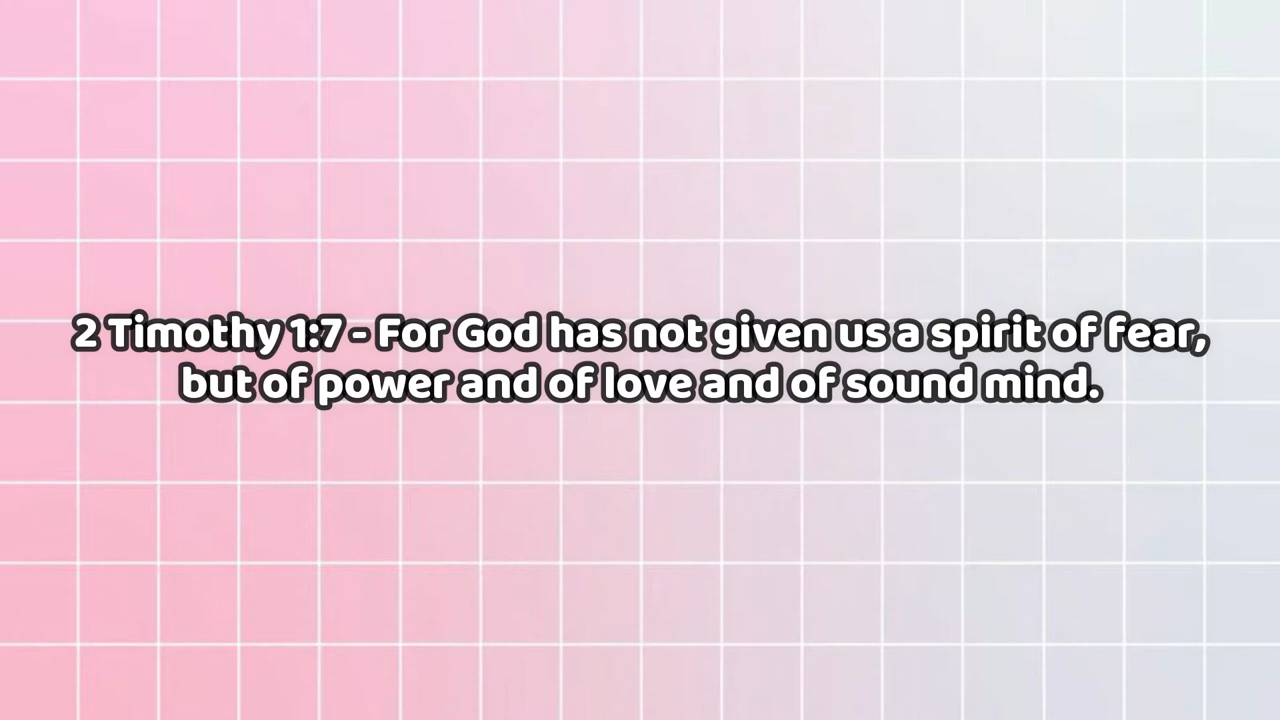 2 Timothy 1:7 - For God has not given us a spirit of fear,
but of power and of love and of sound mind.